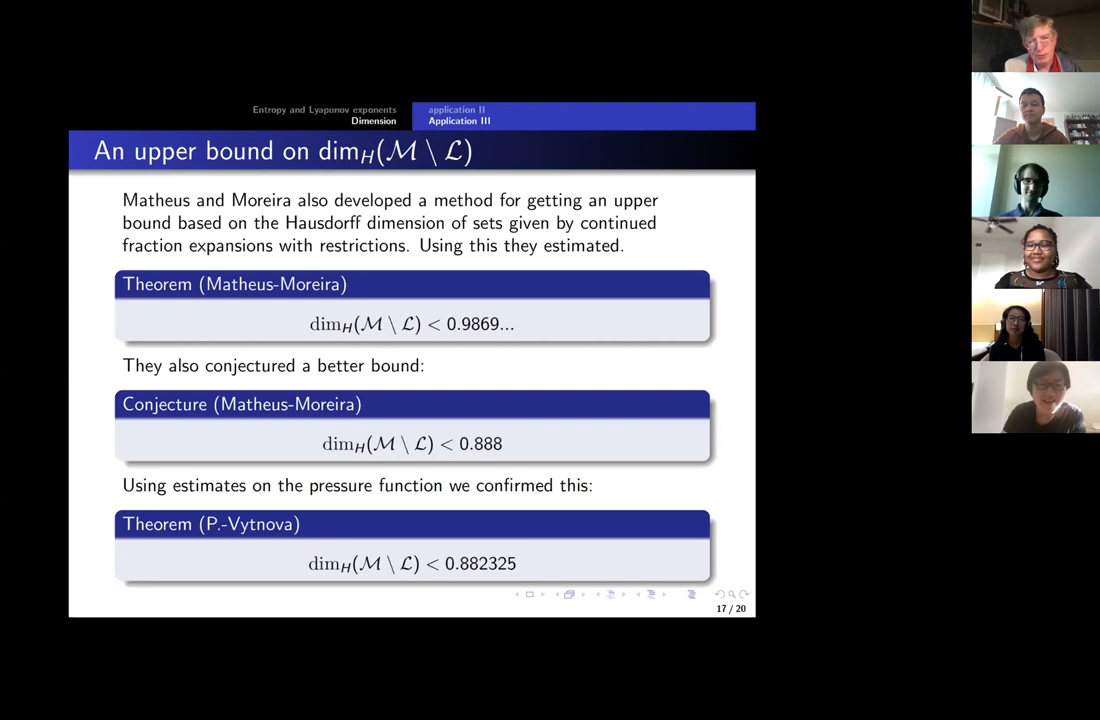 Entropy and Lyapunov exponents
Dimension
application II
Application III
An upper bound on dim_H(ℳ \ ℒ)
Matheus and Moreira also developed a method for getting an upper
bound based on the Hausdorff dimension of sets given by continued
fraction expansions with restrictions. Using this they estimated.
Theorem (Matheus-Moreira)
dim_H(ℳ \ ℒ) < 0.9869...
They also conjectured a better bound:
Conjecture (Matheus-Moreira)
dim_H(ℳ \ ℒ) < 0.888
Using estimates on the pressure function we confirmed this:
Theorem (P.-Vytnova)
dim_H(ℳ \ ℒ) < 0.882325
17 / 20